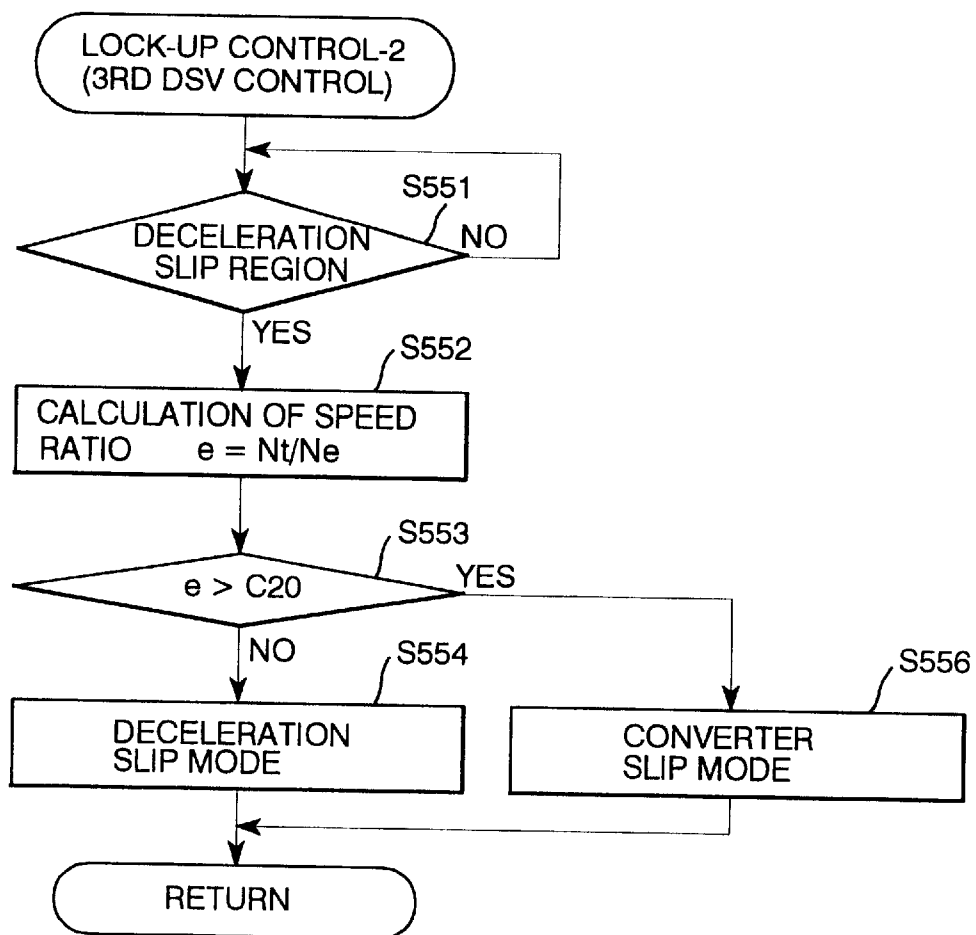 LOCK-UP CONTROL-2
(3RD DSV CONTROL)
S551
DECELERATION
SLIP REGION
NO
YES
S552
CALCULATION OF SPEED
RATIO e = Nt/Ne
S553
e > C20
YES
NO
S554
DECELERATION
SLIP MODE
S556
CONVERTER
SLIP MODE
RETURN